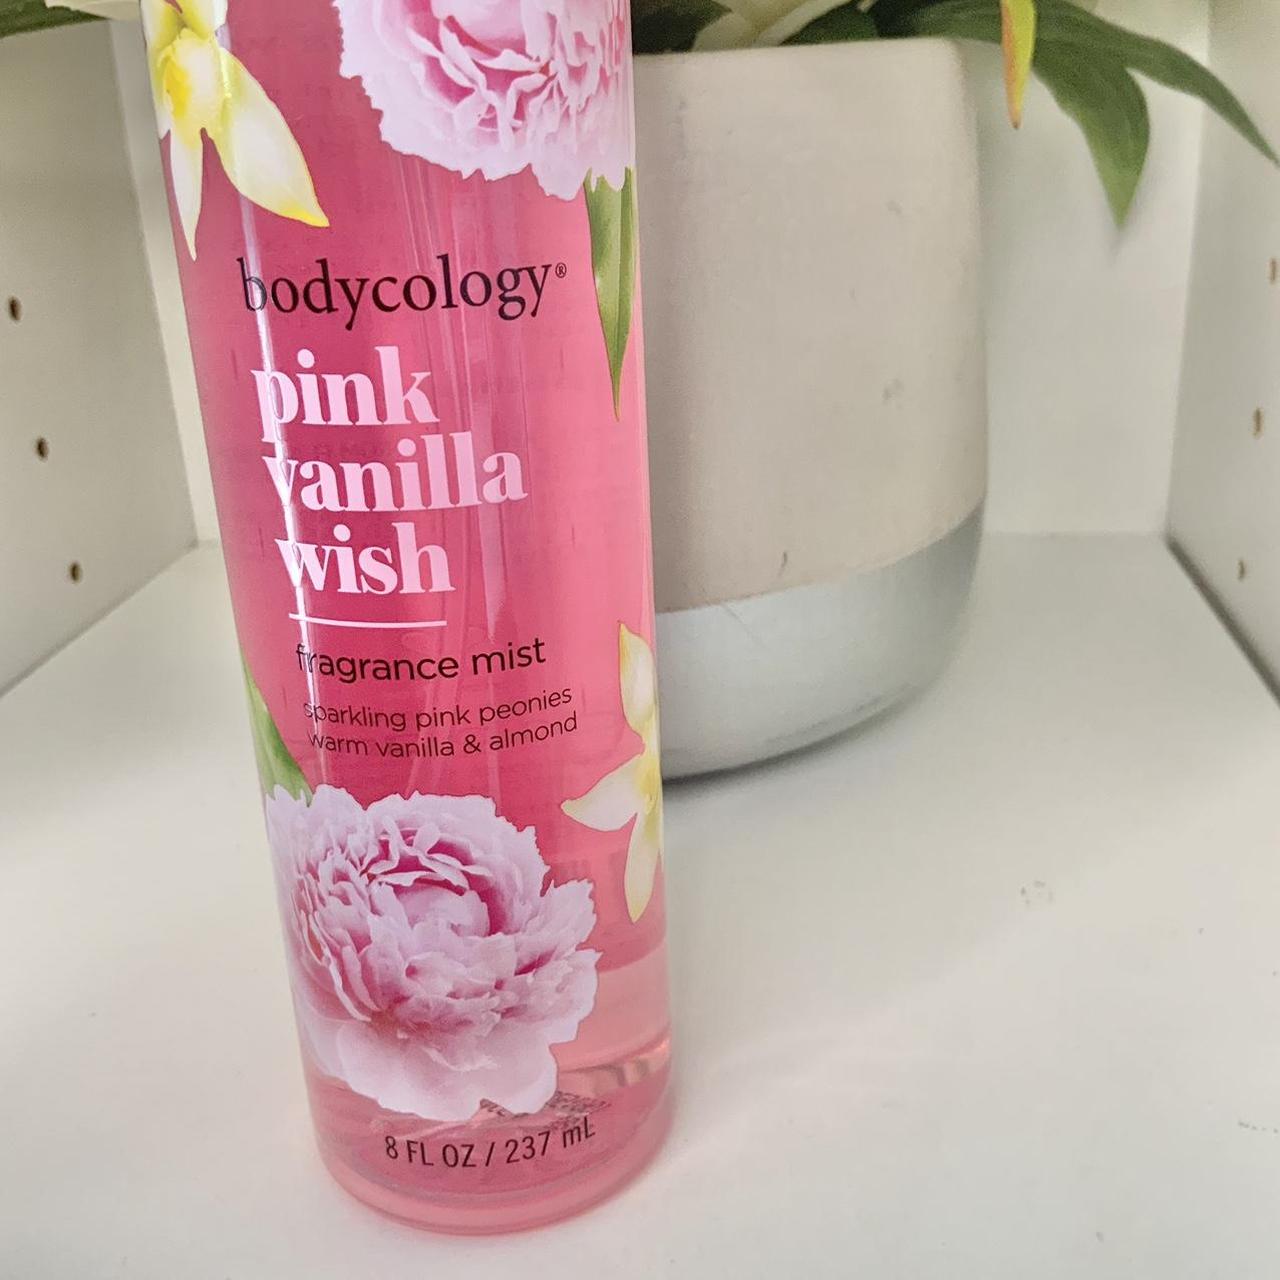 bodycology®
pink
vanilla
wish
fragrance mist
sparkling pink peonies
warm vanilla & almond
8 FL OZ / 237 mL